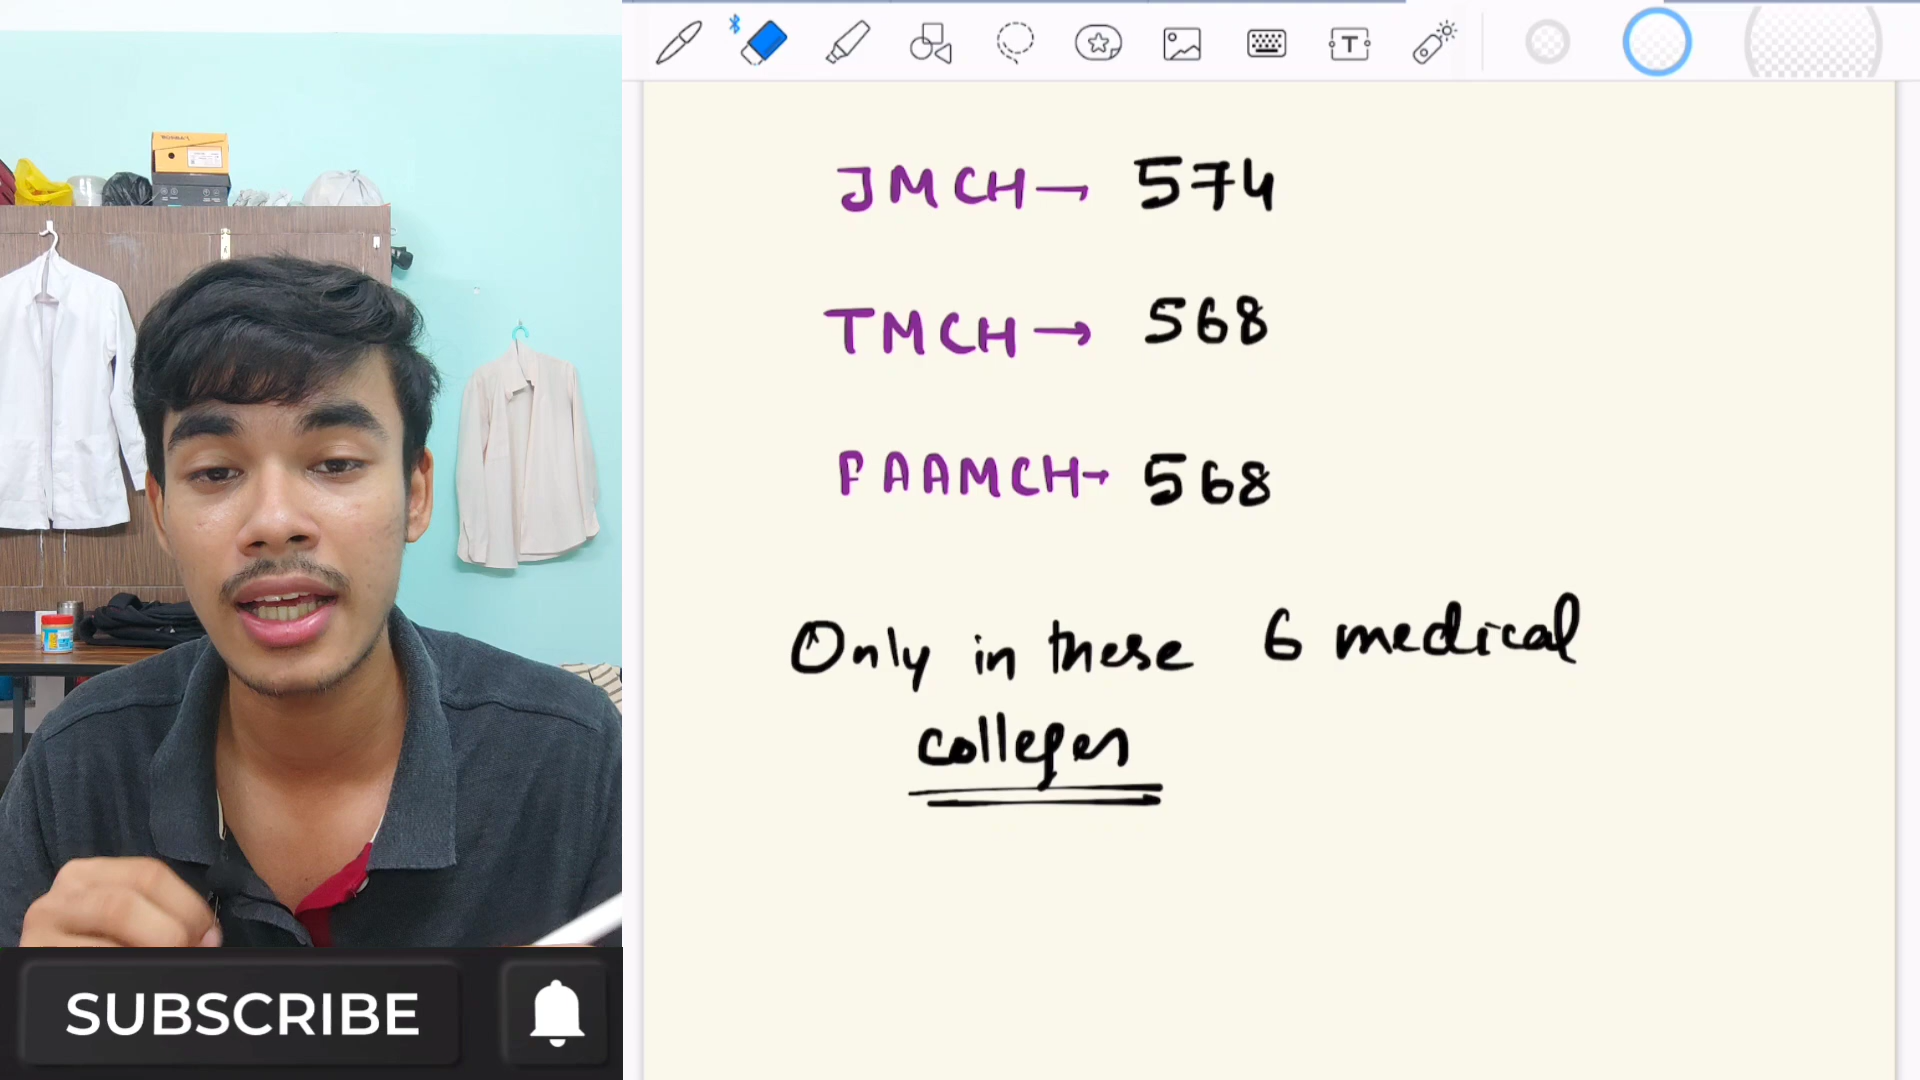 JMCH→ 574
TMCH→ 568
FAAMCH→ 568
Only in these 6 medical
colleges
SUBSCRIBE
T